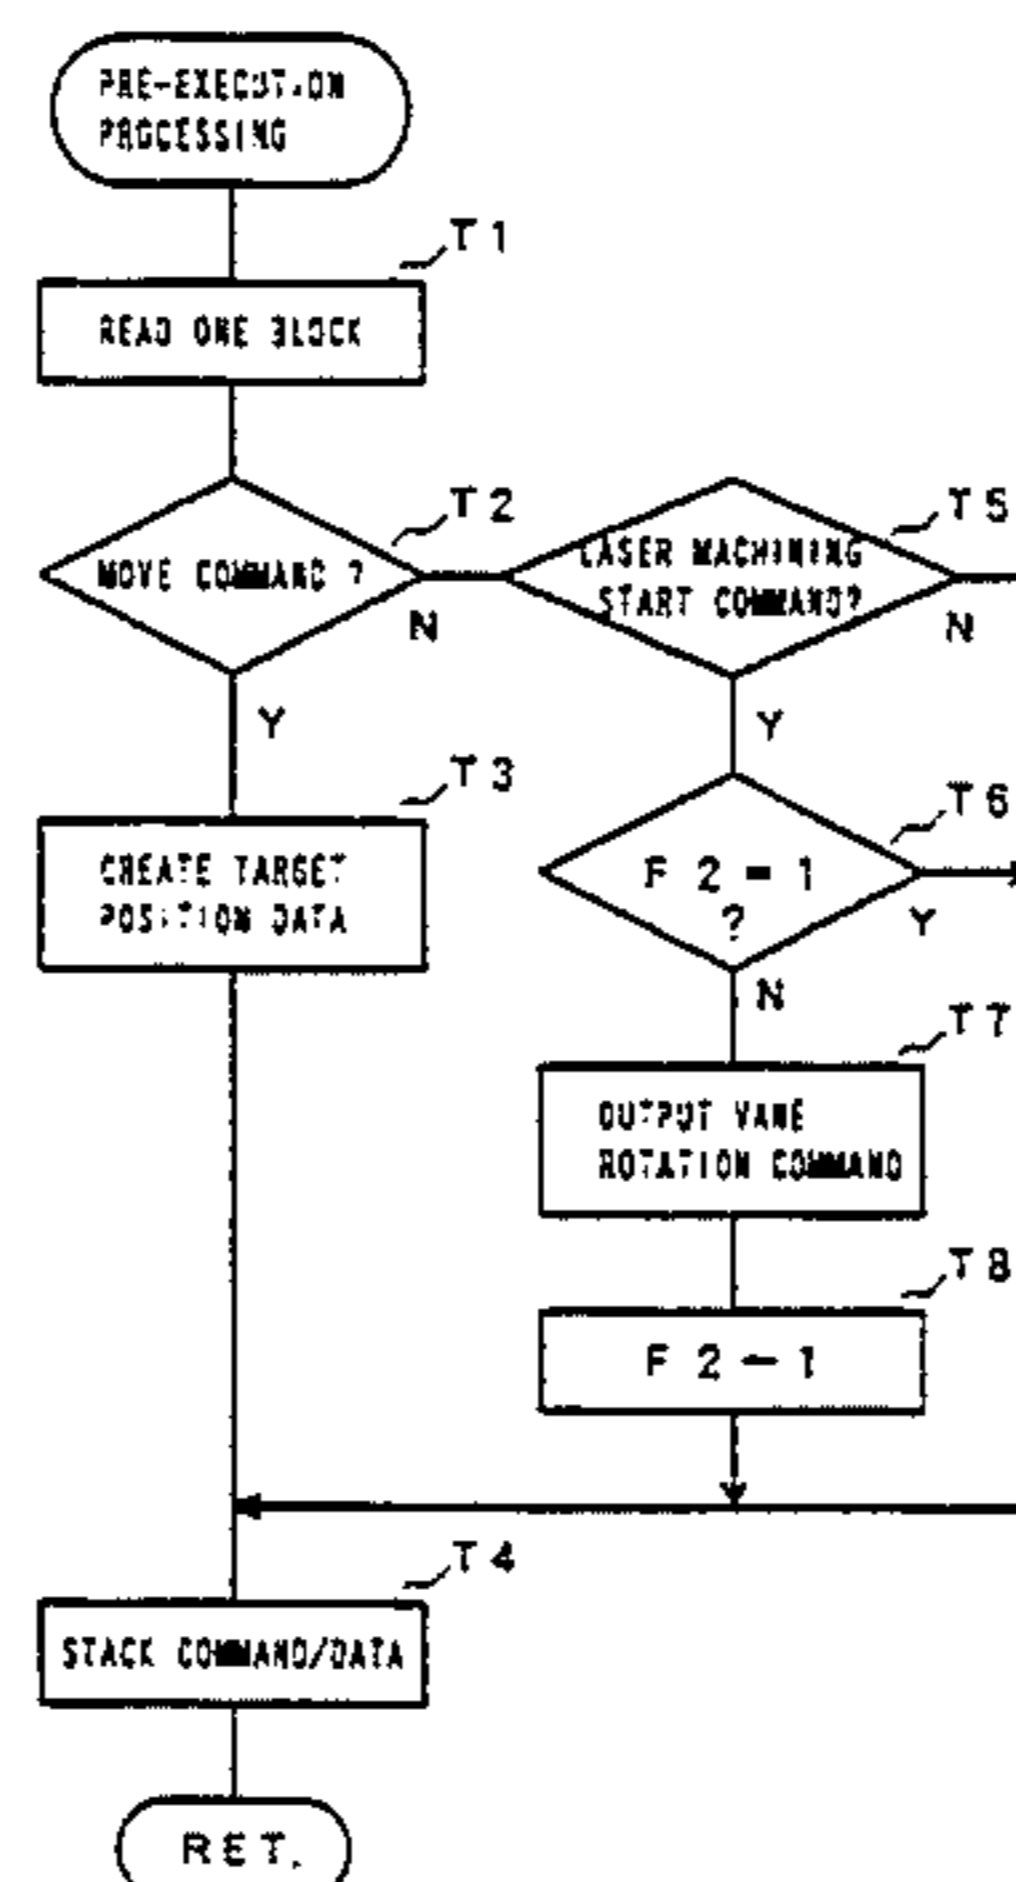 PRE-EXECUTION
PROCESSING
T1
READ ONE BLOCK
T2
MOVE COMMAND ?
N
Y
T5
LASER MACHINING
START COMMAND?
N
Y
T3
CREATE TARGET
POSITION DATA
T6
F 2 = 1
?
Y
N
T7
OUTPUT VANE
ROTATION COMMAND
T8
F 2 ← 1
T4
STACK COMMAND/DATA
RET.